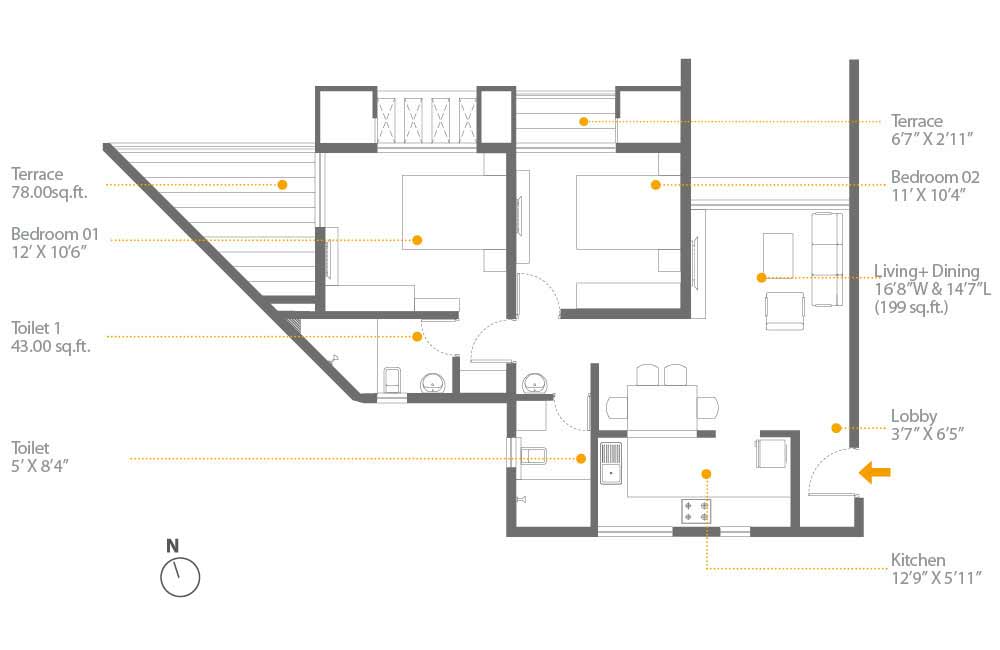 Terrace
6'7” X 2'11”
Terrace
78.00sq.ft.
Bedroom 02
11’ X 10’4”
Bedroom 01
12’ X 10’6”
Living+ Dining
16’8”W & 14’7”L
(199 sq.ft.)
Toilet 1
43.00 sq.ft.
Lobby
3’7” X 6’5”
Toilet
5’ X 8’4”
N
Kitchen
12’9” X 5’11”